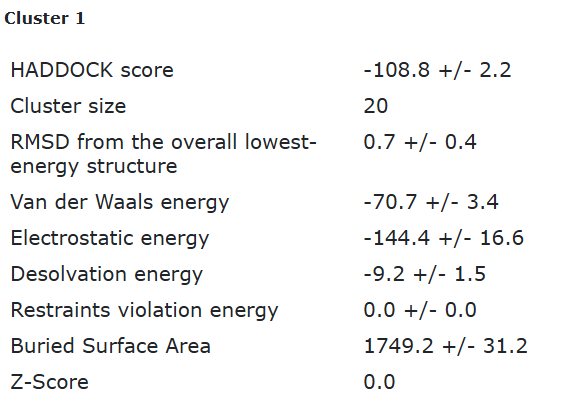 Cluster 1
HADDOCK score -108.8 +/- 2.2
Cluster size 20
RMSD from the overall lowest- 0.7 +/- 0.4
energy structure
Van der Waals energy -70.7 +/- 3.4
Electrostatic energy -144.4 +/- 16.6
Desolvation energy -9.2 +/- 1.5
Restraints violation energy 0.0 +/- 0.0
Buried Surface Area 1749.2 +/- 31.2
Z-Score 0.0